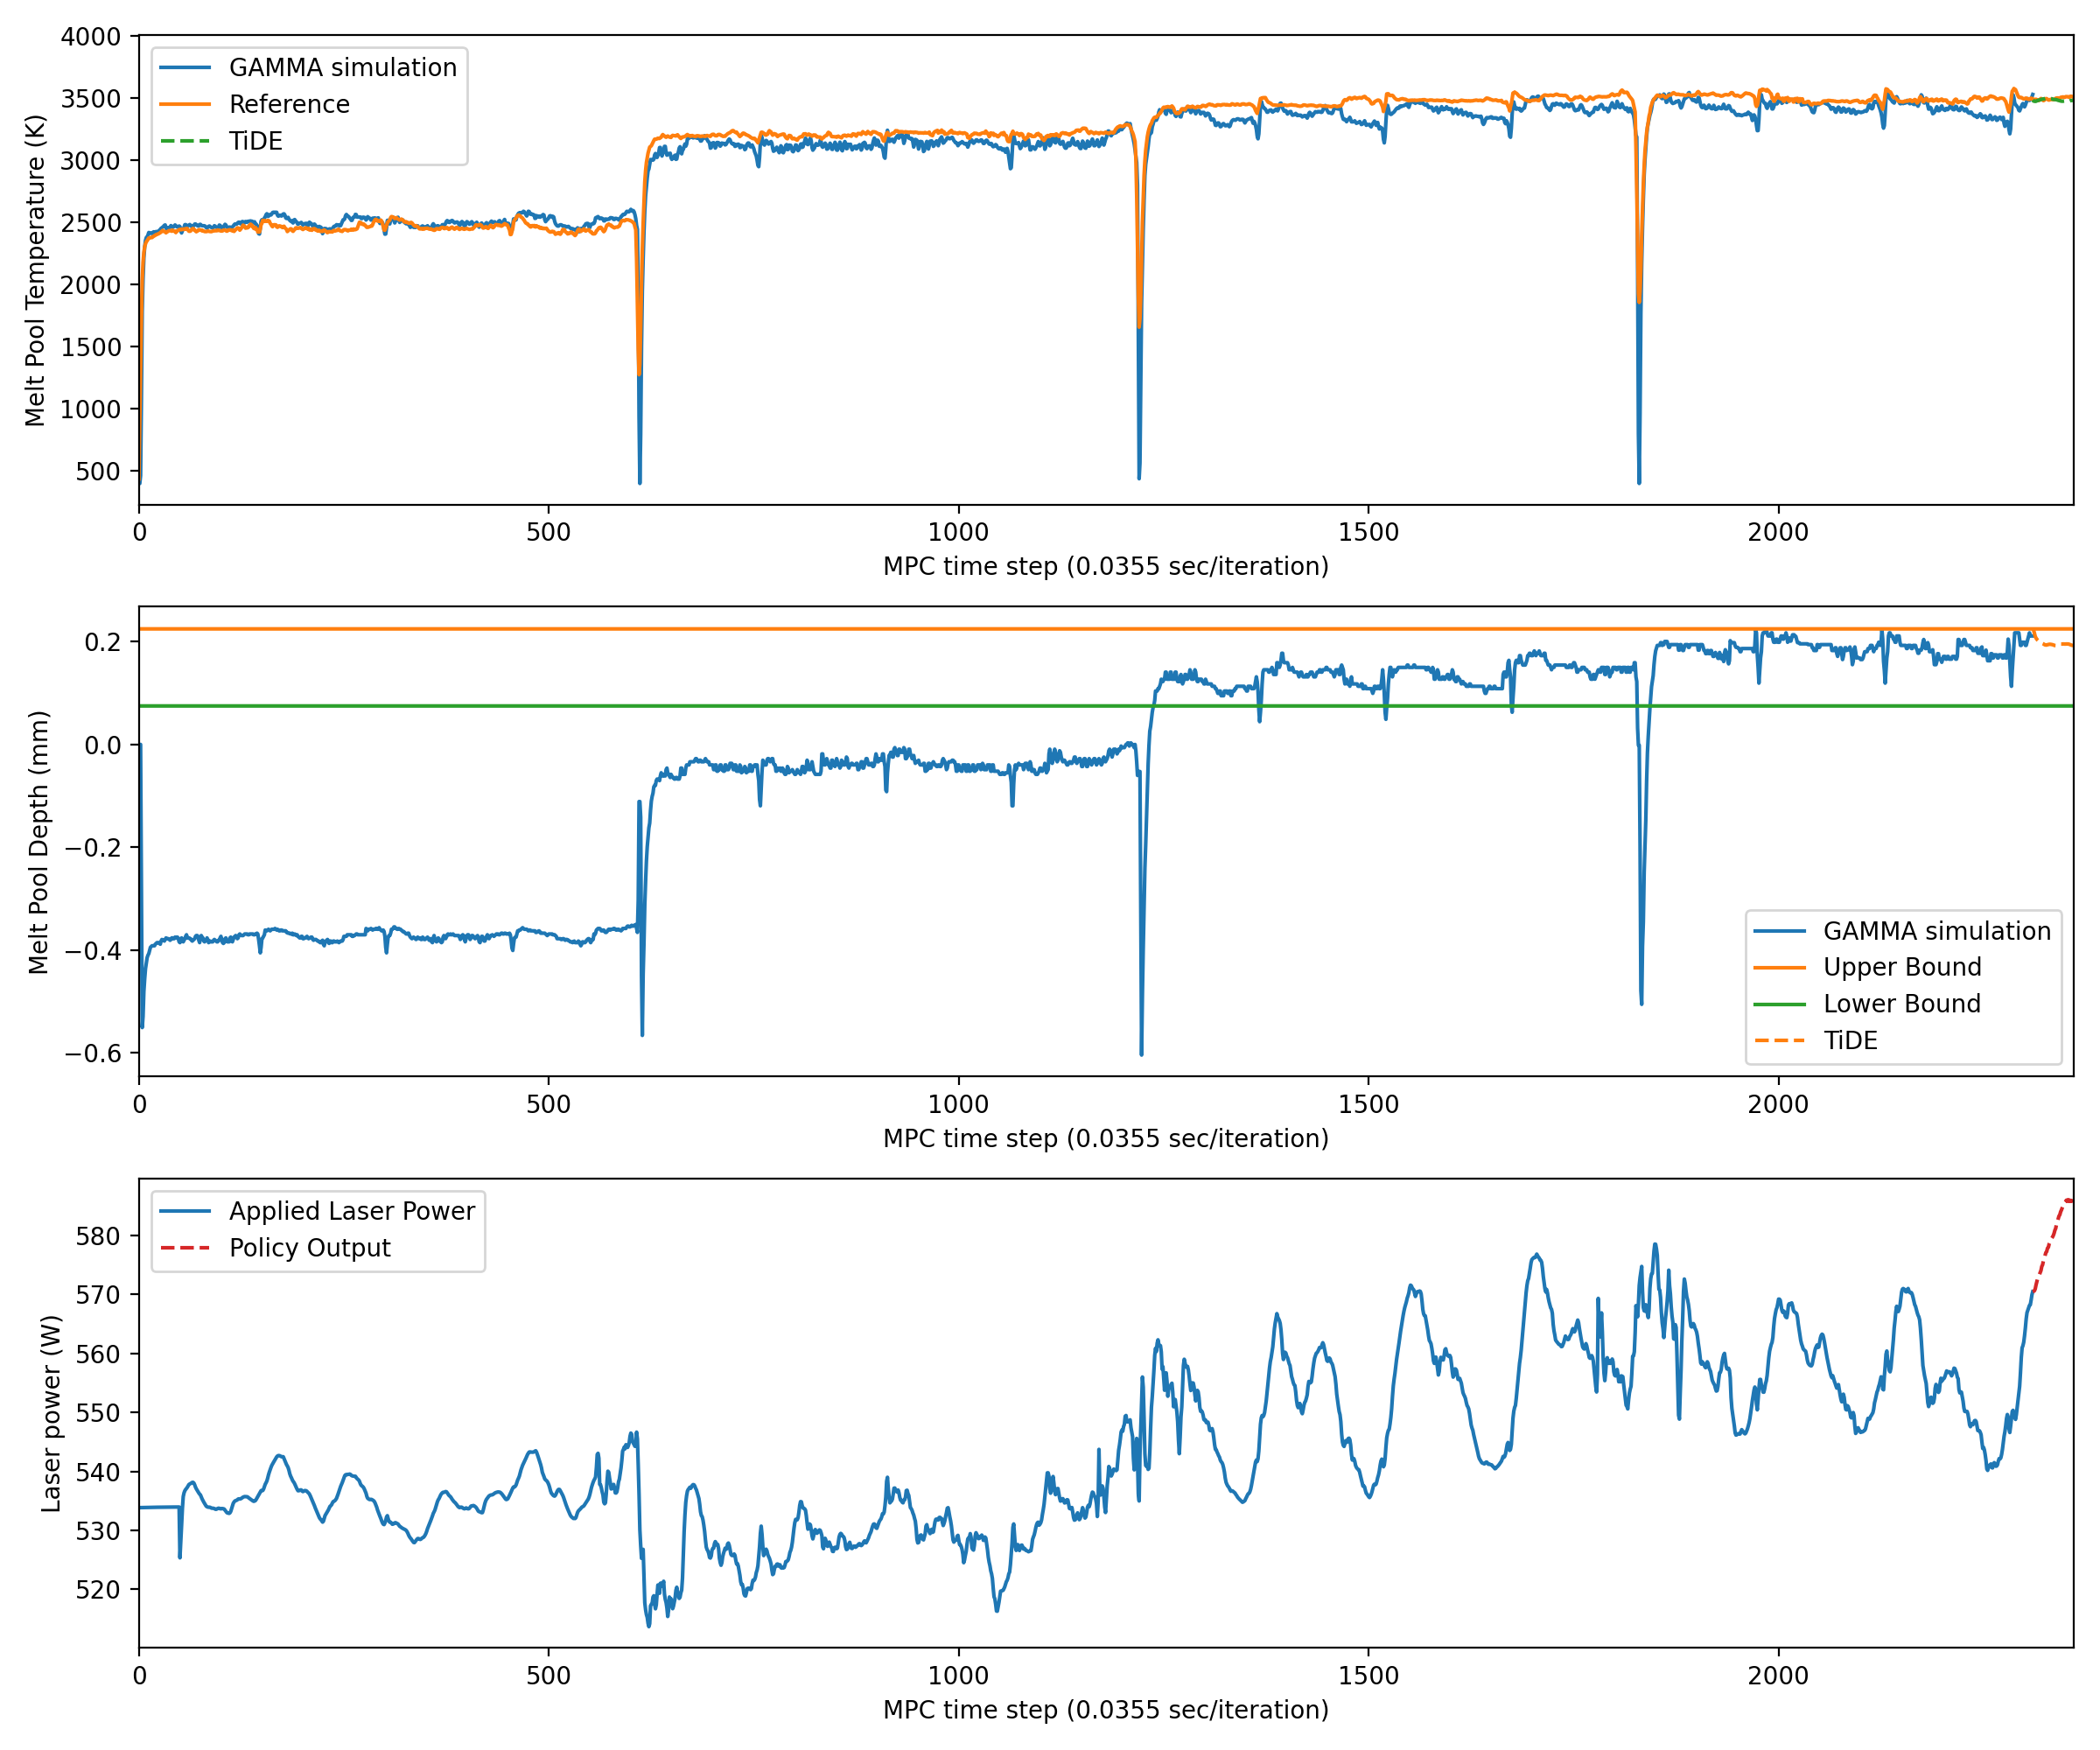 4000
3500
3000
2500
2000
1500
1000
500
Melt Pool Temperature (K)
GAMMA simulation
Reference
TiDE
0 500 1000 1500 2000
MPC time step (0.0355 sec/iteration)
0.2
0.0
−0.2
−0.4
−0.6
Melt Pool Depth (mm)
GAMMA simulation
Upper Bound
Lower Bound
TiDE
0 500 1000 1500 2000
MPC time step (0.0355 sec/iteration)
580
570
560
550
540
530
520
Laser power (W)
Applied Laser Power
Policy Output
0 500 1000 1500 2000
MPC time step (0.0355 sec/iteration)